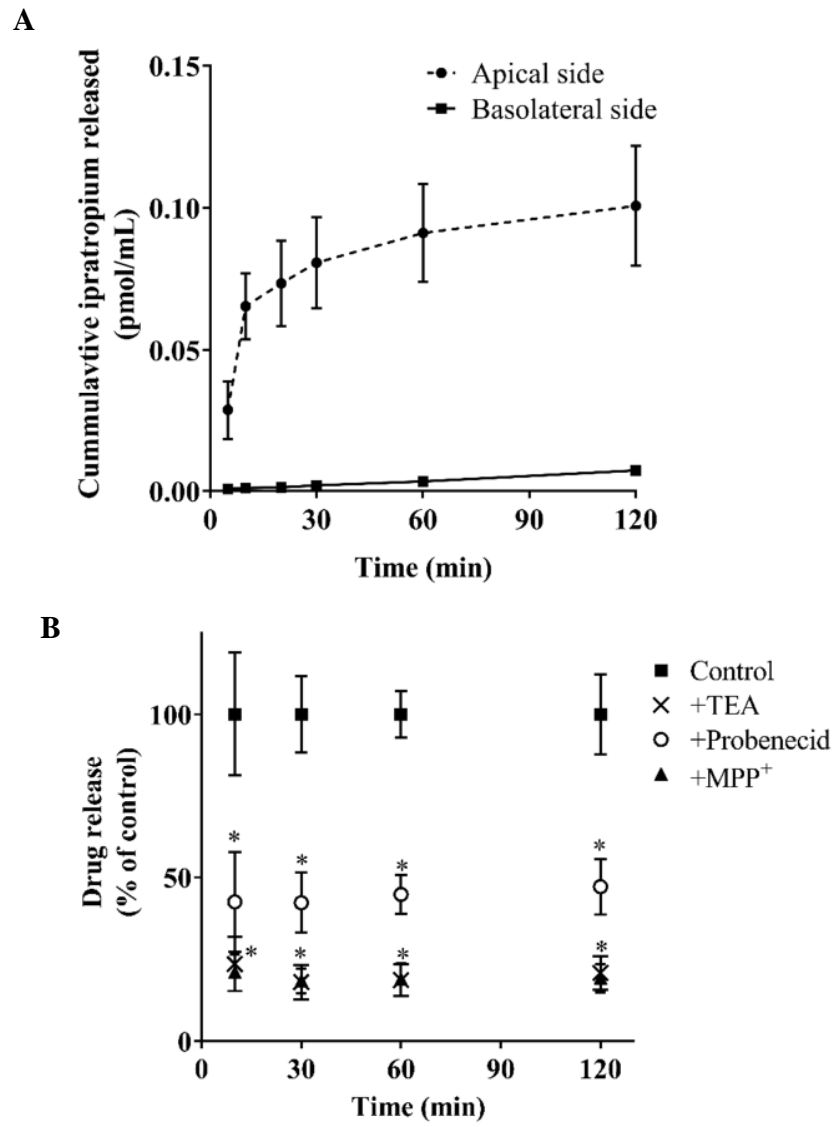 A
0.15
Apical side
Basolateral side
0.10
0.05
0.00
Cummulavtive ipratropium released
(pmol/mL)
0 30 60 90 120
Time (min)
B
Control
+TEA
+Probenecid
+MPP⁺
100
50
0
Drug release
(% of control)
* * * *
* * * *
0 30 60 90 120
Time (min)